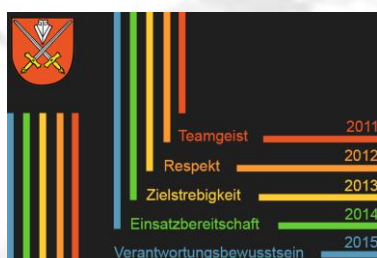 Teamgeist 2011
Respekt 2012
Zielstrebigkeit 2013
Einsatzbereitschaft 2014
Verantwortungsbewusstsein 2015